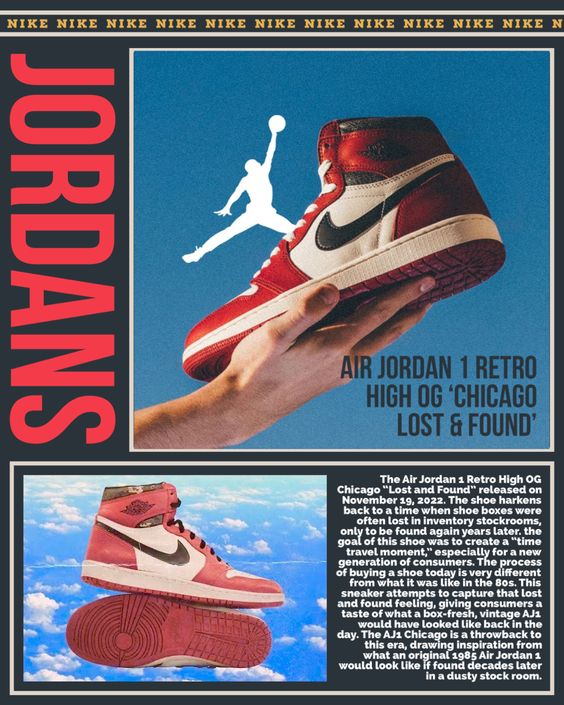 NIKE NIKE NIKE NIKE NIKE NIKE NIKE NIKE NIKE NIKE NIKE N
JORDANS
AIR JORDAN 1 RETRO
HIGH OG ‘CHICAGO
LOST & FOUND’
The Air Jordan 1 Retro High OG
Chicago "Lost and Found" released on
November 19, 2022. The shoe harkens
back to a time when shoe boxes were
often lost in inventory stockrooms,
only to be found again years later. the
goal of this shoe was to create a "time
travel moment," especially for a new
generation of consumers. The process
of buying a shoe today is very different
from what it was like in the 80s. This
sneaker attempts to capture that lost
and found feeling, giving consumers a
taste of what a box-fresh, vintage AJ1
would have looked like back in the
day. The AJ1 Chicago is a throwback to
this era, drawing inspiration from
what an original 1985 Air Jordan 1
would look like if found decades later
in a dusty stock room.